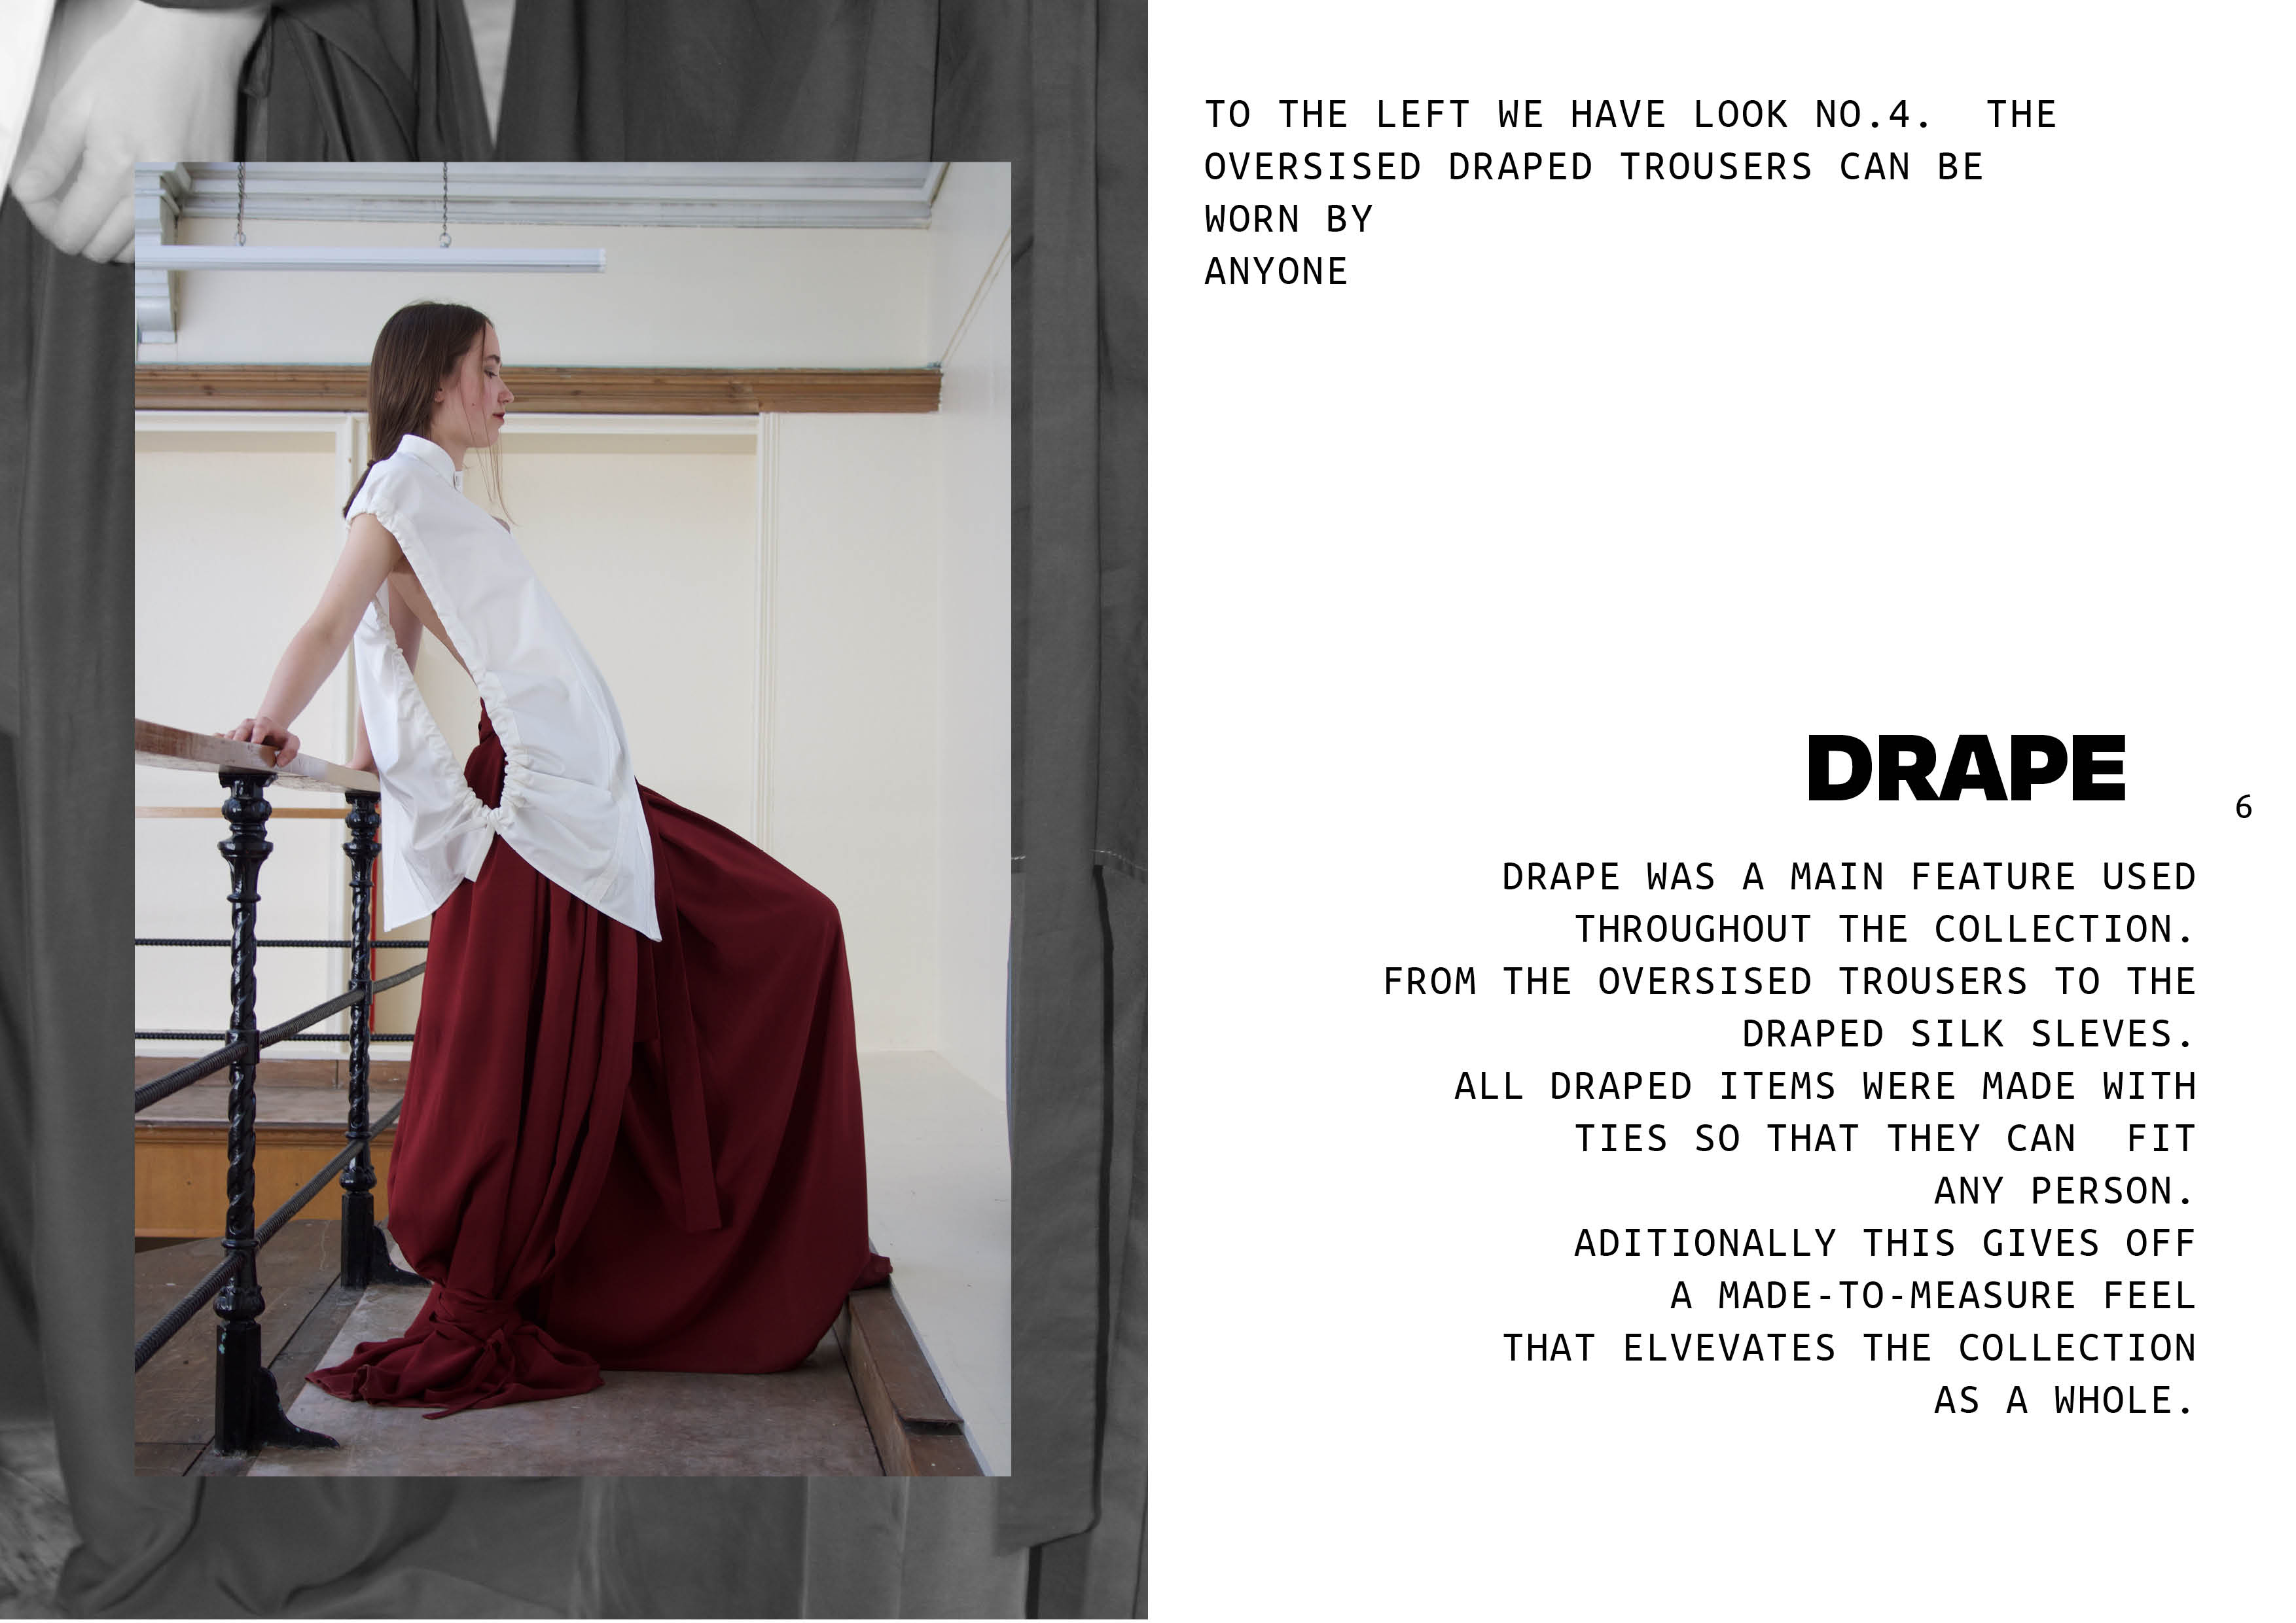 TO THE LEFT WE HAVE LOOK NO.4.  THE
OVERSISED DRAPED TROUSERS CAN BE
WORN BY
ANYONE
DRAPE
6
DRAPE WAS A MAIN FEATURE USED
THROUGHOUT THE COLLECTION.
FROM THE OVERSISED TROUSERS TO THE
DRAPED SILK SLEVES.
ALL DRAPED ITEMS WERE MADE WITH
TIES SO THAT THEY CAN  FIT
ANY PERSON.
ADITIONALLY THIS GIVES OFF
A MADE-TO-MEASURE FEEL
THAT ELVEVATES THE COLLECTION
AS A WHOLE.